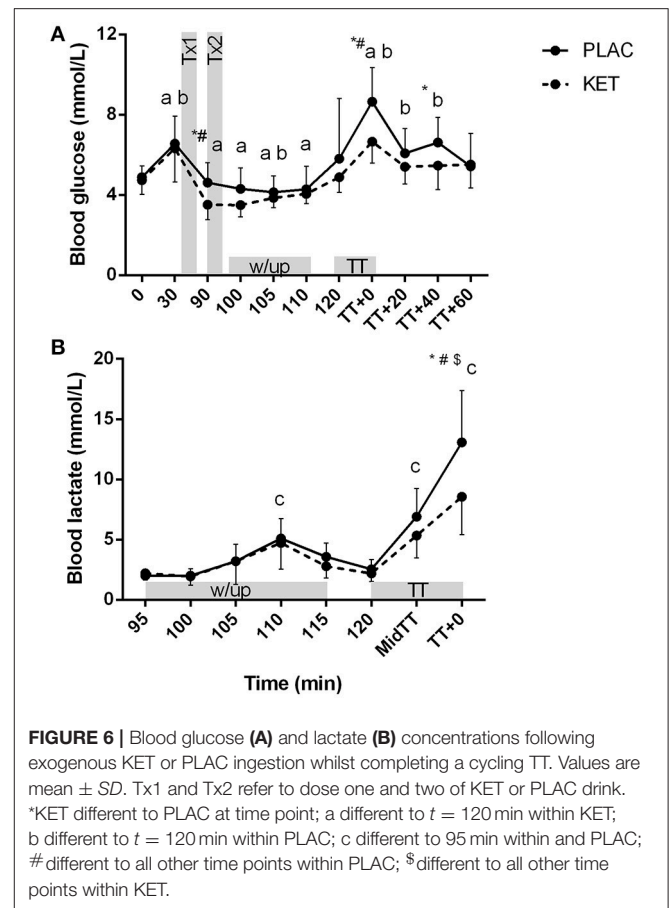 A
Tx1
Tx2
Blood glucose (mmol/L)
12
8
4
0
a b
*# a
a
a b
a
*#
a b
b
*
b
PLAC
KET
w/up
TT
0
30
90
100
105
110
120
TT+0
TT+20
TT+40
TT+60
B
Blood lactate (mmol/L)
20
15
10
5
0
c
c
* # $ c
w/up
TT
95
100
105
110
115
120
MidTT
TT+0
Time (min)
FIGURE 6 | Blood glucose (A) and lactate (B) concentrations following
exogenous KET or PLAC ingestion whilst completing a cycling TT. Values are
mean ± SD. Tx1 and Tx2 refer to dose one and two of KET or PLAC drink.
*KET different to PLAC at time point; a different to t = 120 min within KET;
b different to t = 120 min within PLAC; c different to 95 min within and PLAC;
#different to all other time points within PLAC; $different to all other time
points within KET.